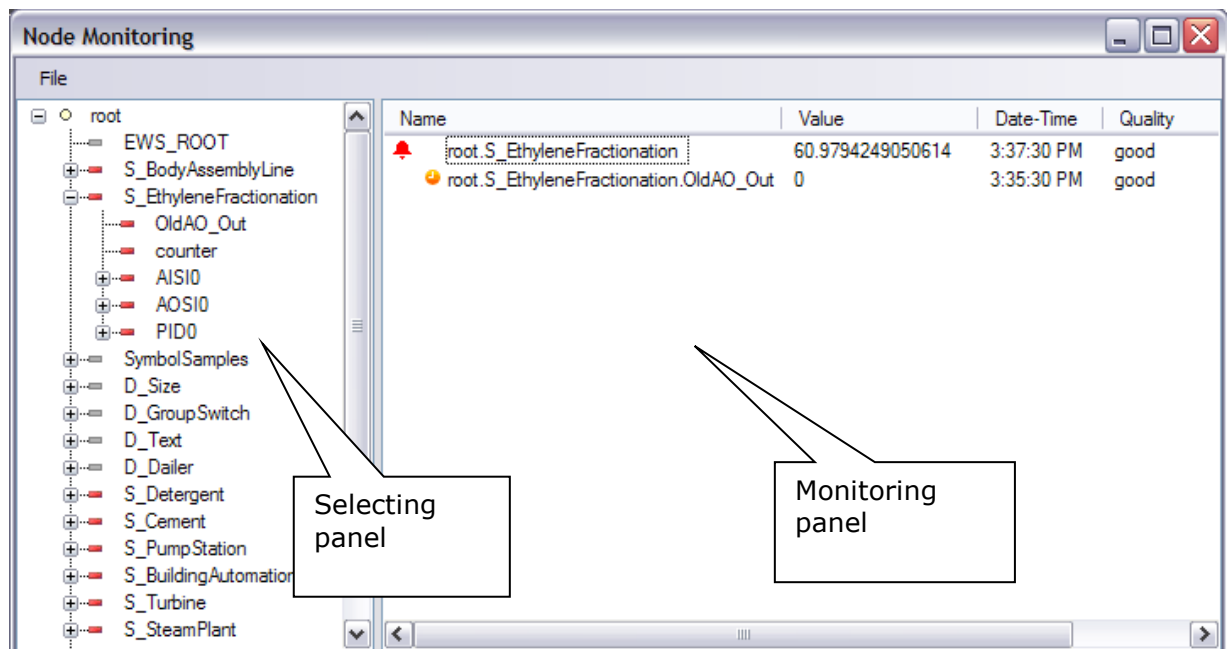 Node Monitoring
File
root
EWS_ROOT
S_BodyAssemblyLine
S_EthyleneFractionation
OldAO_Out
counter
AISI0
AOSI0
PID0
SymbolSamples
D_Size
D_GroupSwitch
D_Text
D_Dailer
S_Detergent
S_Cement
S_PumpStation
S_BuildingAutomation
S_Turbine
S_SteamPlant
Name Value Date-Time Quality
root.S_EthyleneFractionation 60.9794249050614 3:37:30 PM good
root.S_EthyleneFractionation.OldAO_Out 0 3:35:30 PM good
Selecting
panel
Monitoring
panel